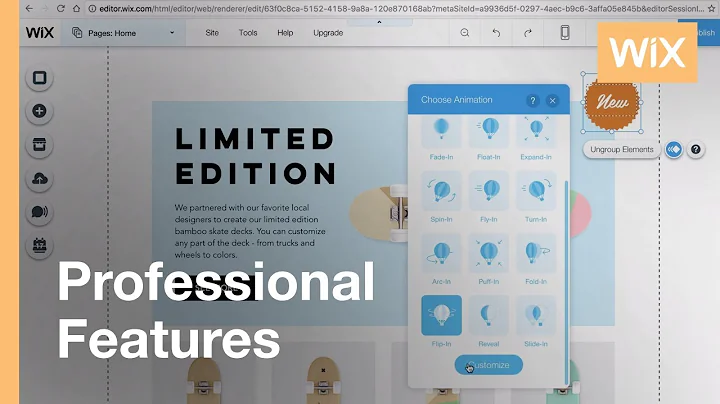 editor.wix.com/html/editor/web/renderer/edit/63f0c8ca-5152-4158-9a8a-120e870168ab?metaSiteId=a9936d5f-0297-4aec-b9c6-3affa05e845b&editorSessionI...
WiX
Pages: Home
Site
Tools
Help
Upgrade
blish
WiX
Choose Animation
?
New
Ungroup Elements
?
LIMITED
EDITION
We partnered with our favorite local
designers to create our limited edition
bamboo skate decks. You can customize
any part of the deck - from trucks and
wheels to colors.
Fade-In
Float-In
Expand-In
Spin-In
Fly-In
Turn-In
Arc-In
Puff-In
Fold-In
Flip-In
Reveal
Slide-In
Customize
Professional
Features